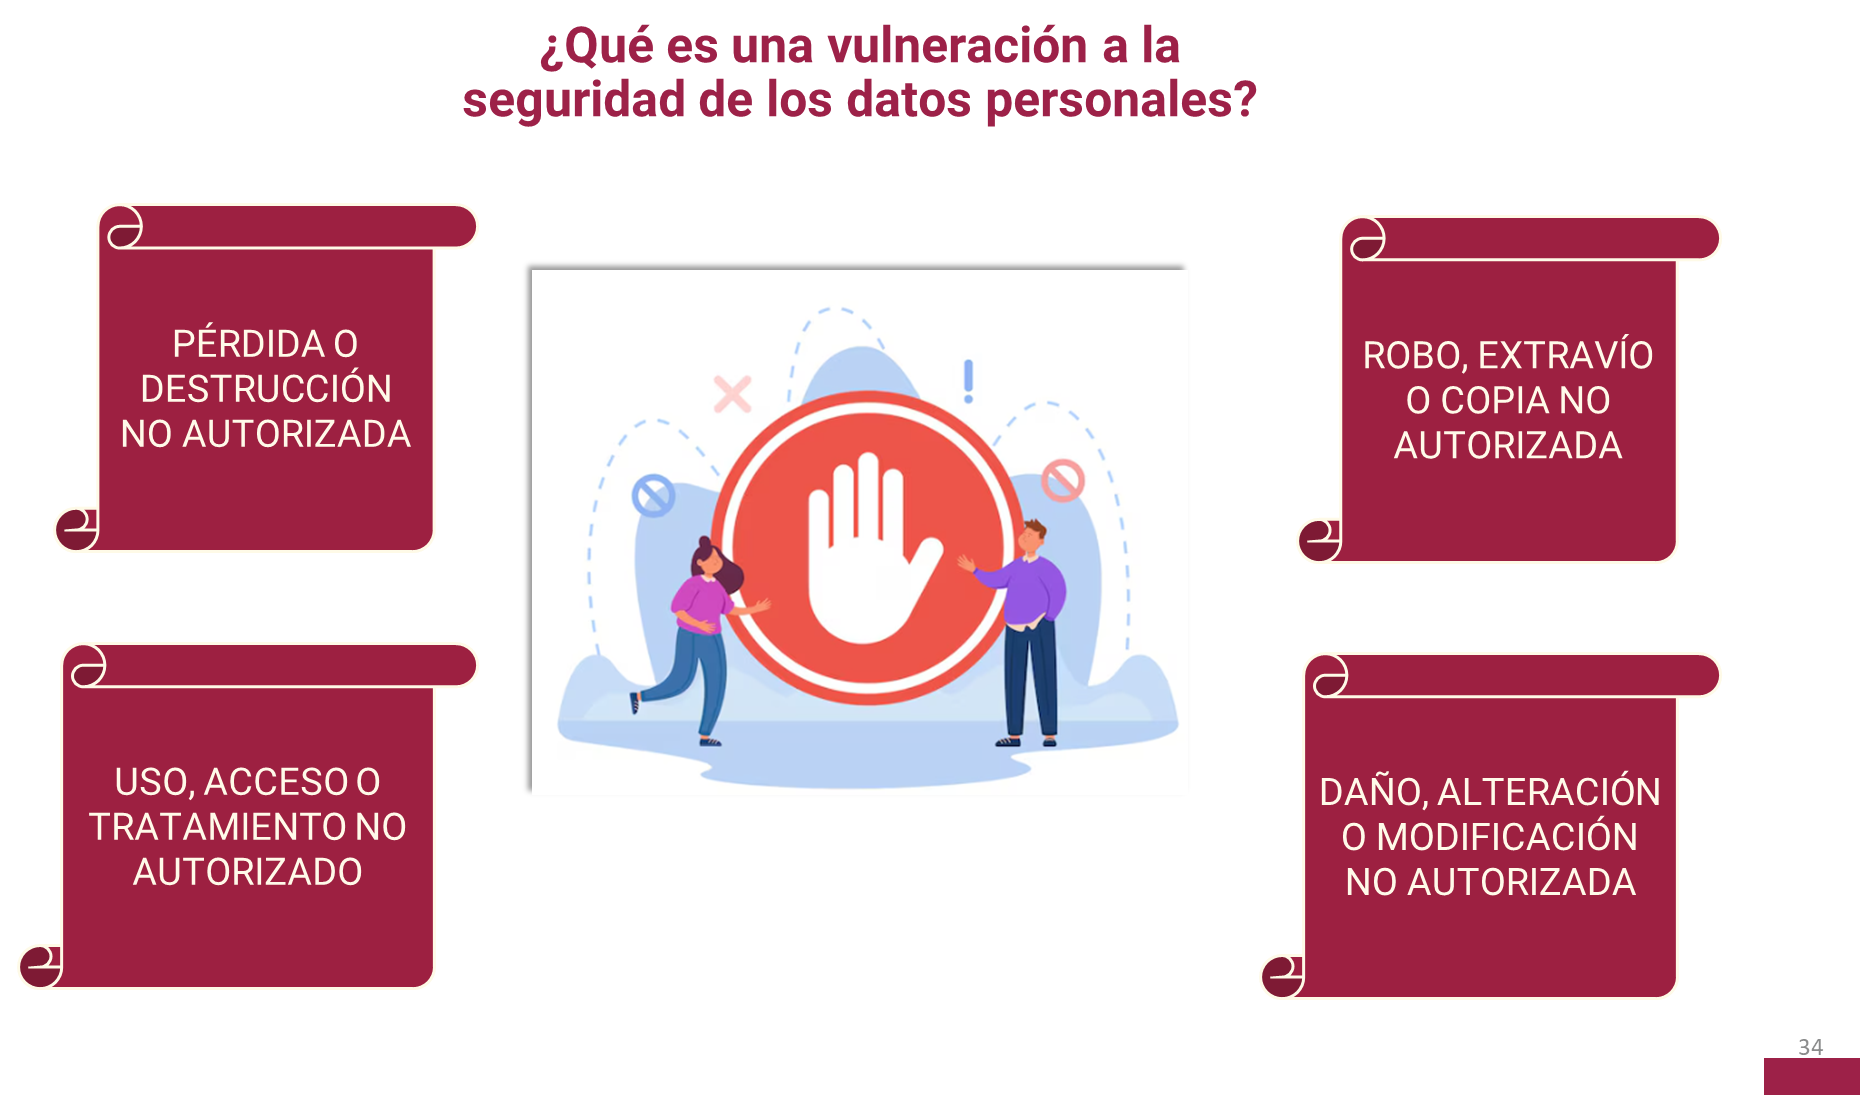 ¿Qué es una vulneración a la
seguridad de los datos personales?
PÉRDIDA O
DESTRUCCIÓN
NO AUTORIZADA
ROBO, EXTRAVÍO
O COPIA NO
AUTORIZADA
USO, ACCESO O
TRATAMIENTO NO
AUTORIZADO
DAÑO, ALTERACIÓN
O MODIFICACIÓN
NO AUTORIZADA
34